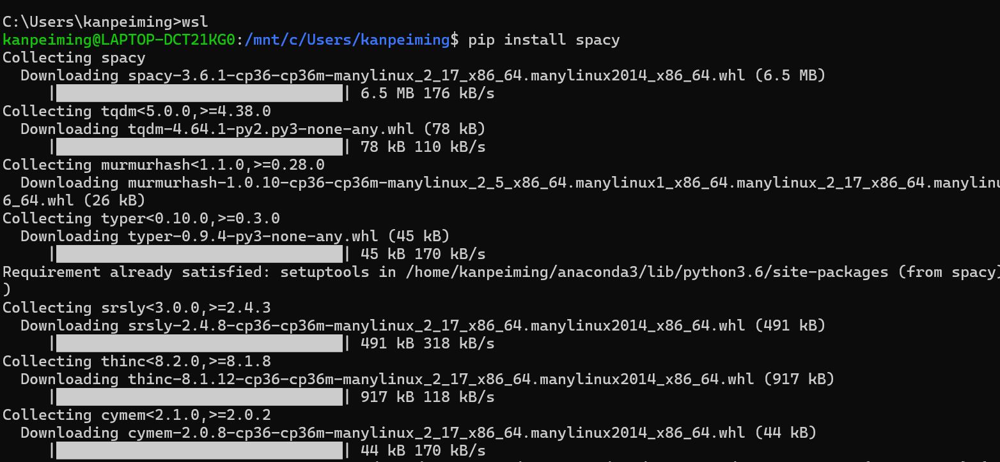 C:\Users\kanpeiming>wsl
kanpeiming@LAPTOP-DCT21KG0:/mnt/c/Users/kanpeiming$ pip install spacy
Collecting spacy
  Downloading spacy-3.6.1-cp36-cp36m-manylinux_2_17_x86_64.manylinux2014_x86_64.whl (6.5 MB)
     |████████████████████████████████| 6.5 MB 176 kB/s
Collecting tqdm<5.0.0,>=4.38.0
  Downloading tqdm-4.64.1-py2.py3-none-any.whl (78 kB)
     |████████████████████████████████| 78 kB 110 kB/s
Collecting murmurhash<1.1.0,>=0.28.0
  Downloading murmurhash-1.0.10-cp36-cp36m-manylinux_2_5_x86_64.manylinux1_x86_64.manylinux_2_17_x86_64.manylinu
6_64.whl (26 kB)
Collecting typer<0.10.0,>=0.3.0
  Downloading typer-0.9.4-py3-none-any.whl (45 kB)
     |████████████████████████████████| 45 kB 170 kB/s
Requirement already satisfied: setuptools in /home/kanpeiming/anaconda3/lib/python3.6/site-packages (from spacy
)
Collecting srsly<3.0.0,>=2.4.3
  Downloading srsly-2.4.8-cp36-cp36m-manylinux_2_17_x86_64.manylinux2014_x86_64.whl (491 kB)
     |████████████████████████████████| 491 kB 318 kB/s
Collecting thinc<8.2.0,>=8.1.8
  Downloading thinc-8.1.12-cp36-cp36m-manylinux_2_17_x86_64.manylinux2014_x86_64.whl (917 kB)
     |████████████████████████████████| 917 kB 118 kB/s
Collecting cymem<2.1.0,>=2.0.2
  Downloading cymem-2.0.8-cp36-cp36m-manylinux_2_17_x86_64.manylinux2014_x86_64.whl (44 kB)
     |████████████████████████████████| 44 kB 170 kB/s